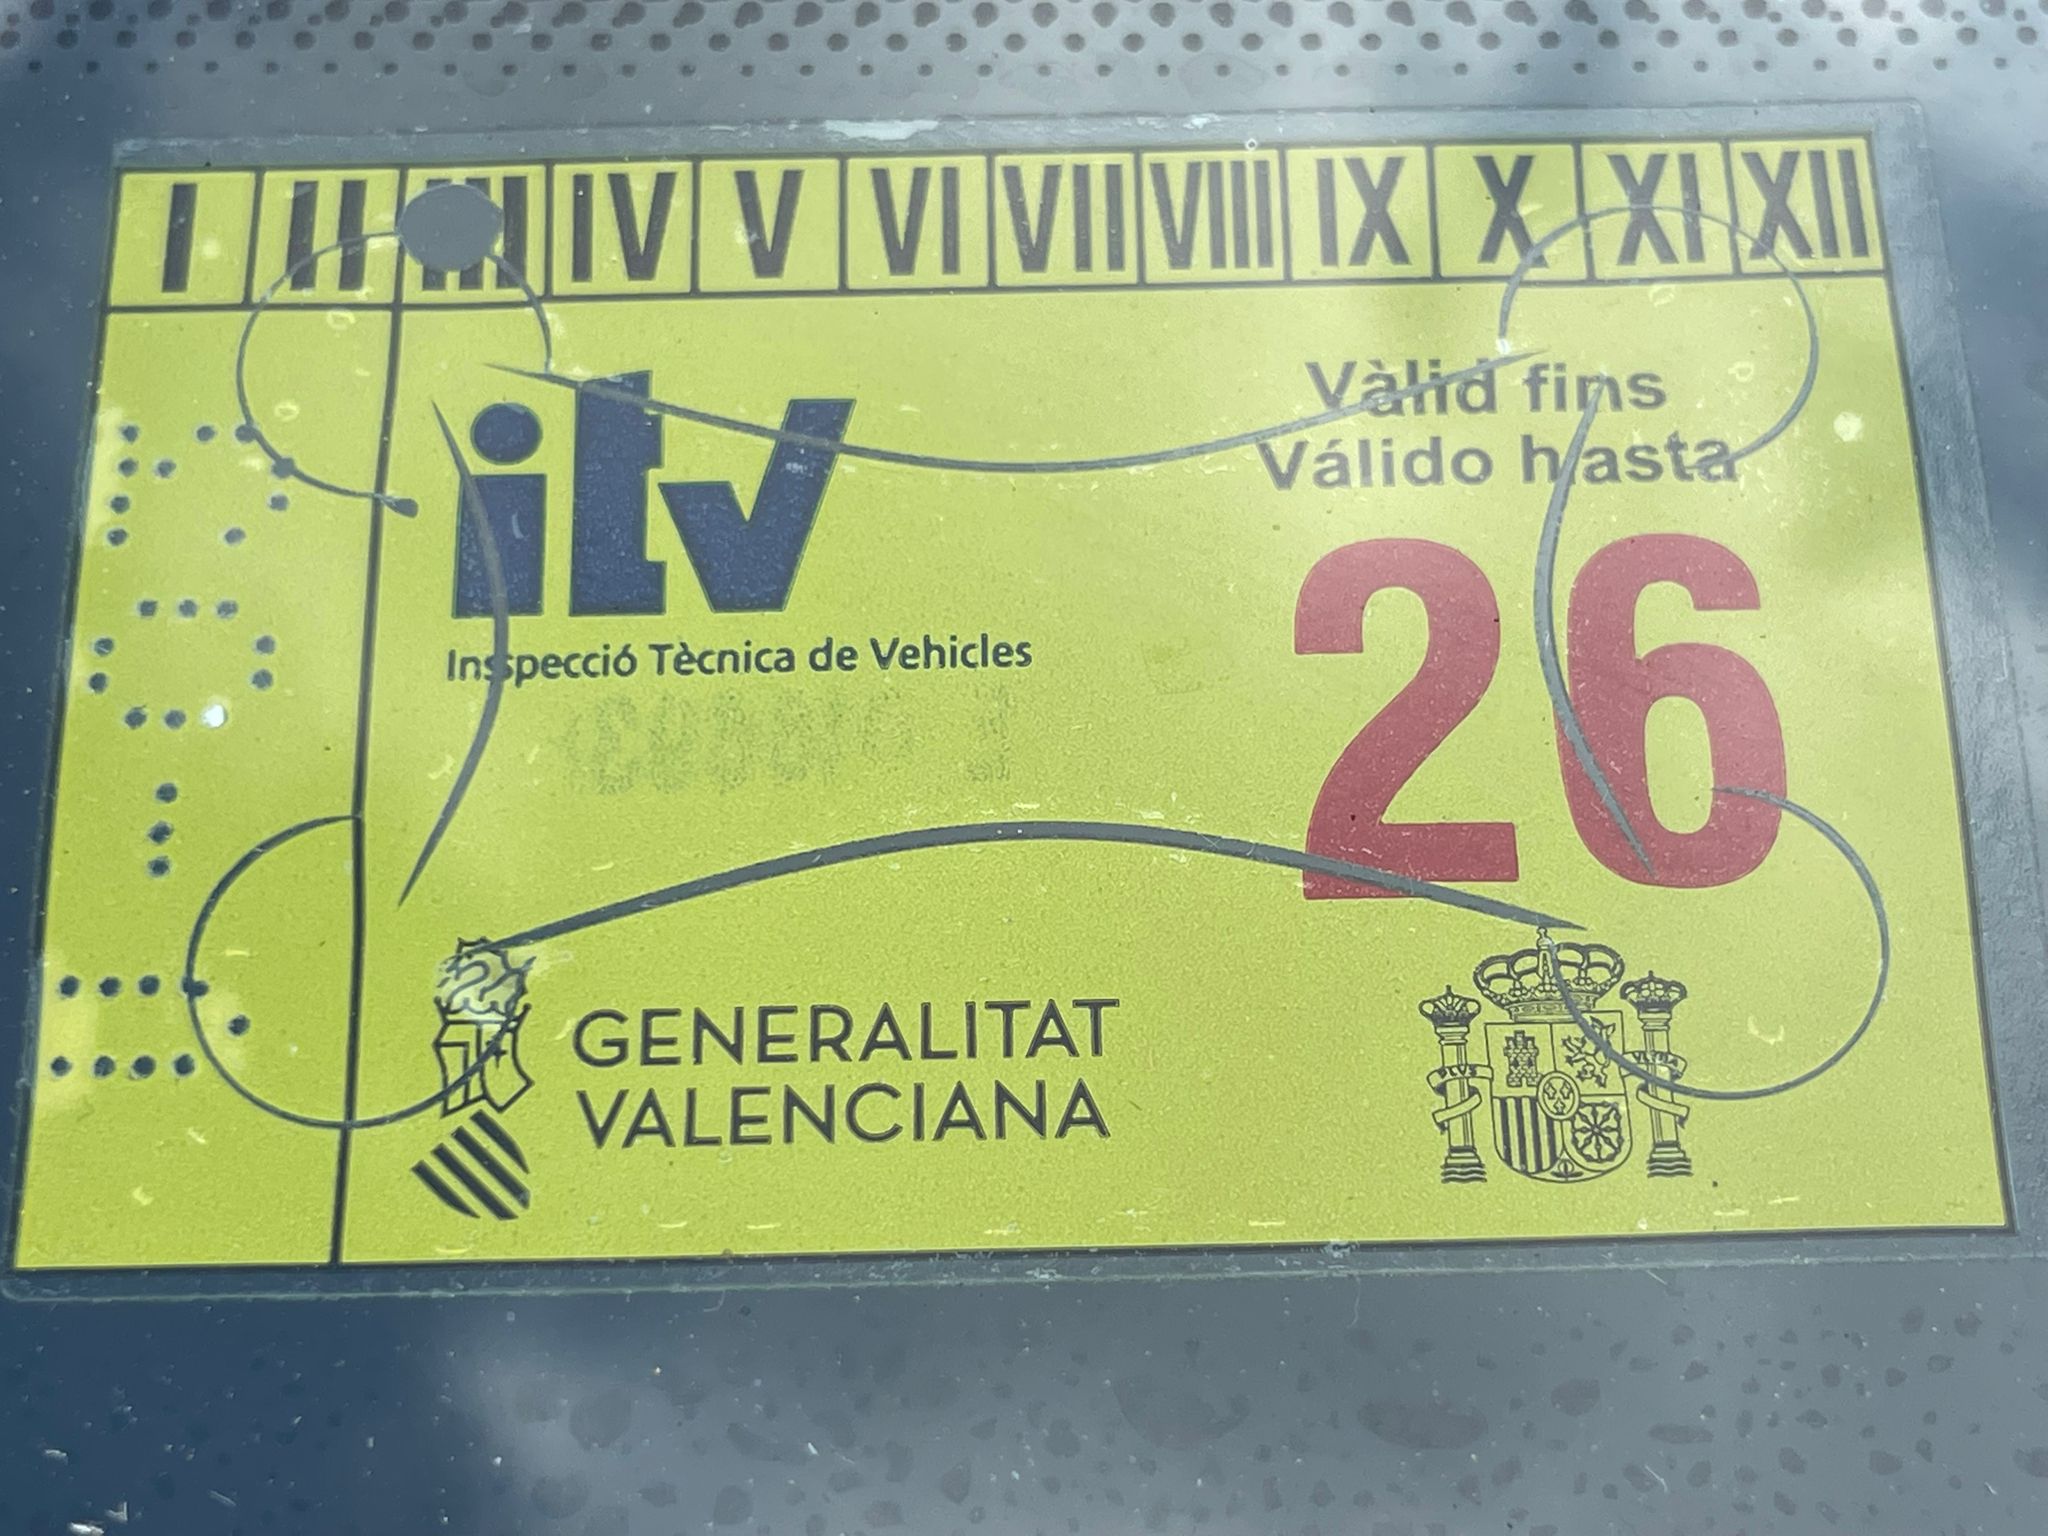 I II III IV V VI VII VIII IX X XI XII
itv
Inspecció Tècnica de Vehicles
Vàlid fins
Válido hasta
26
GENERALITAT
VALENCIANA